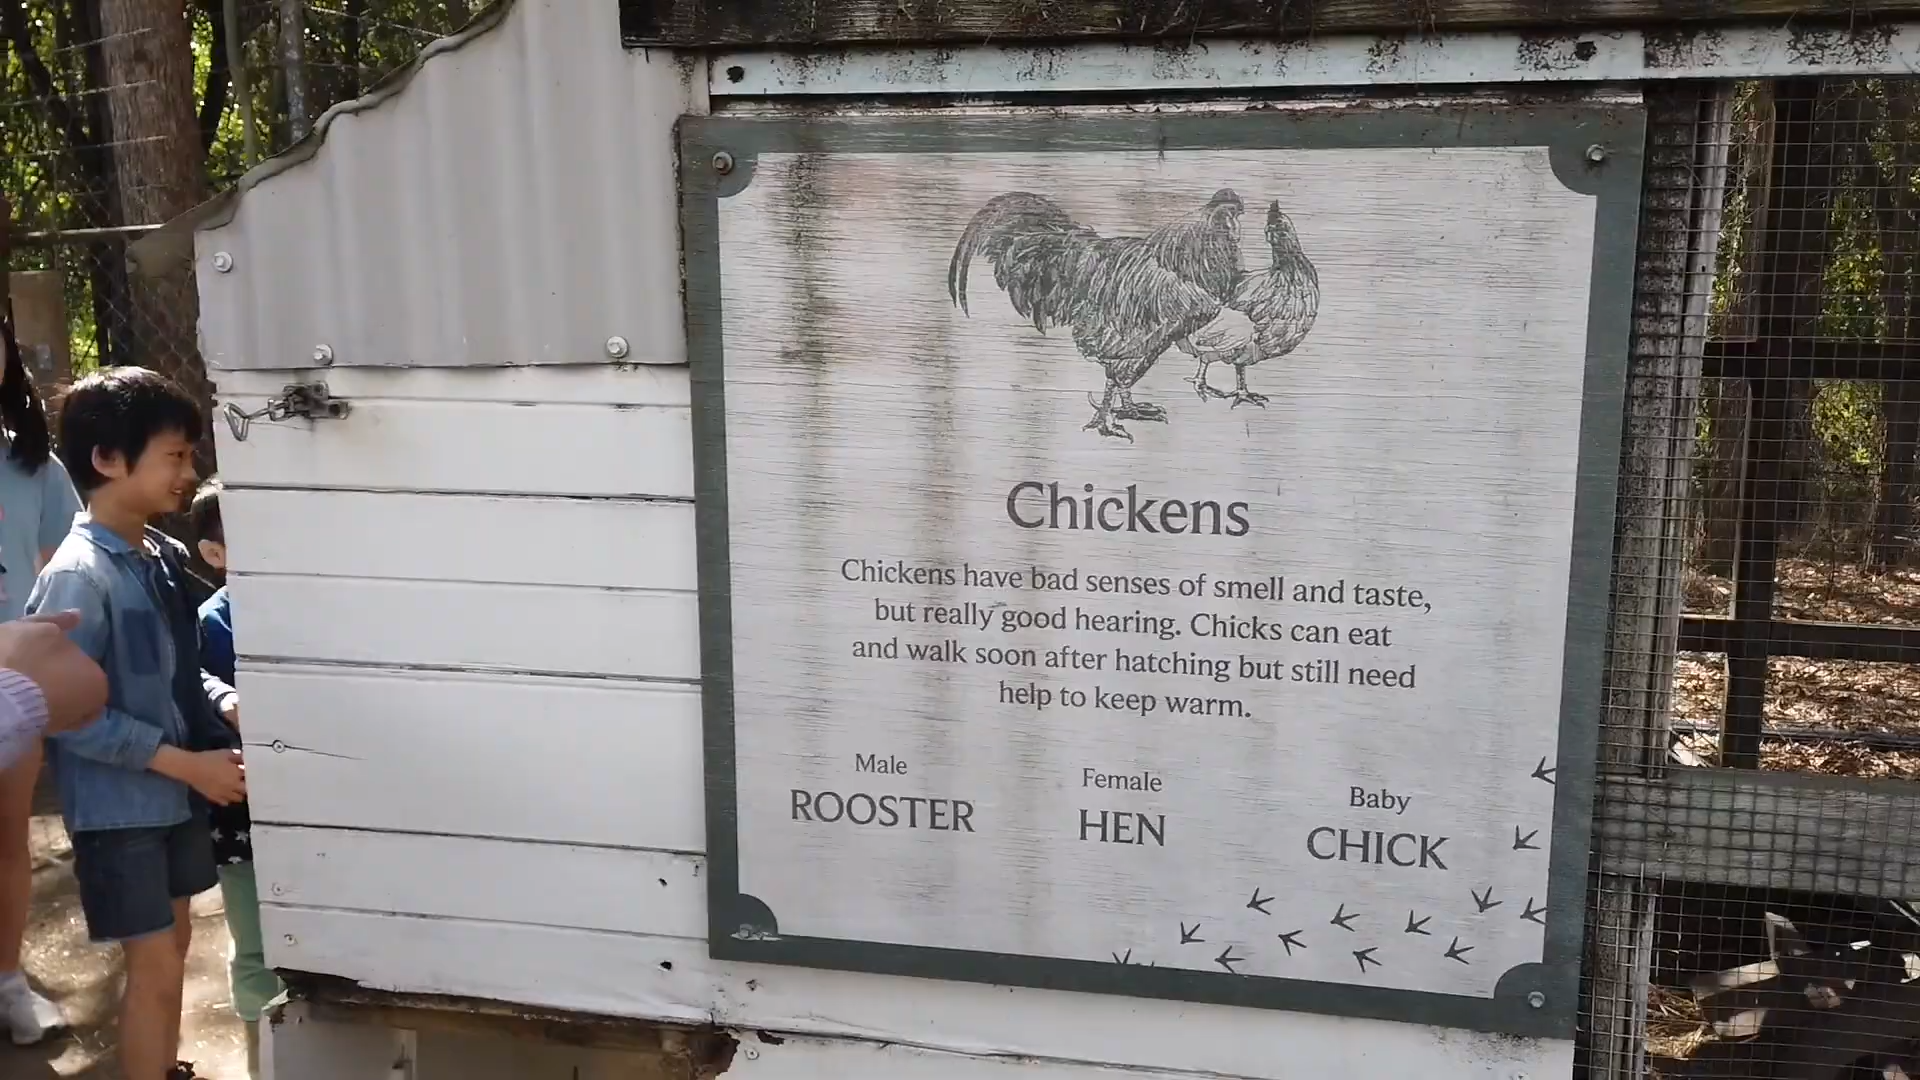 Chickens
Chickens have bad senses of smell and taste,
but really good hearing. Chicks can eat
and walk soon after hatching but still need
help to keep warm.
Male
ROOSTER
Female
HEN
Baby
CHICK